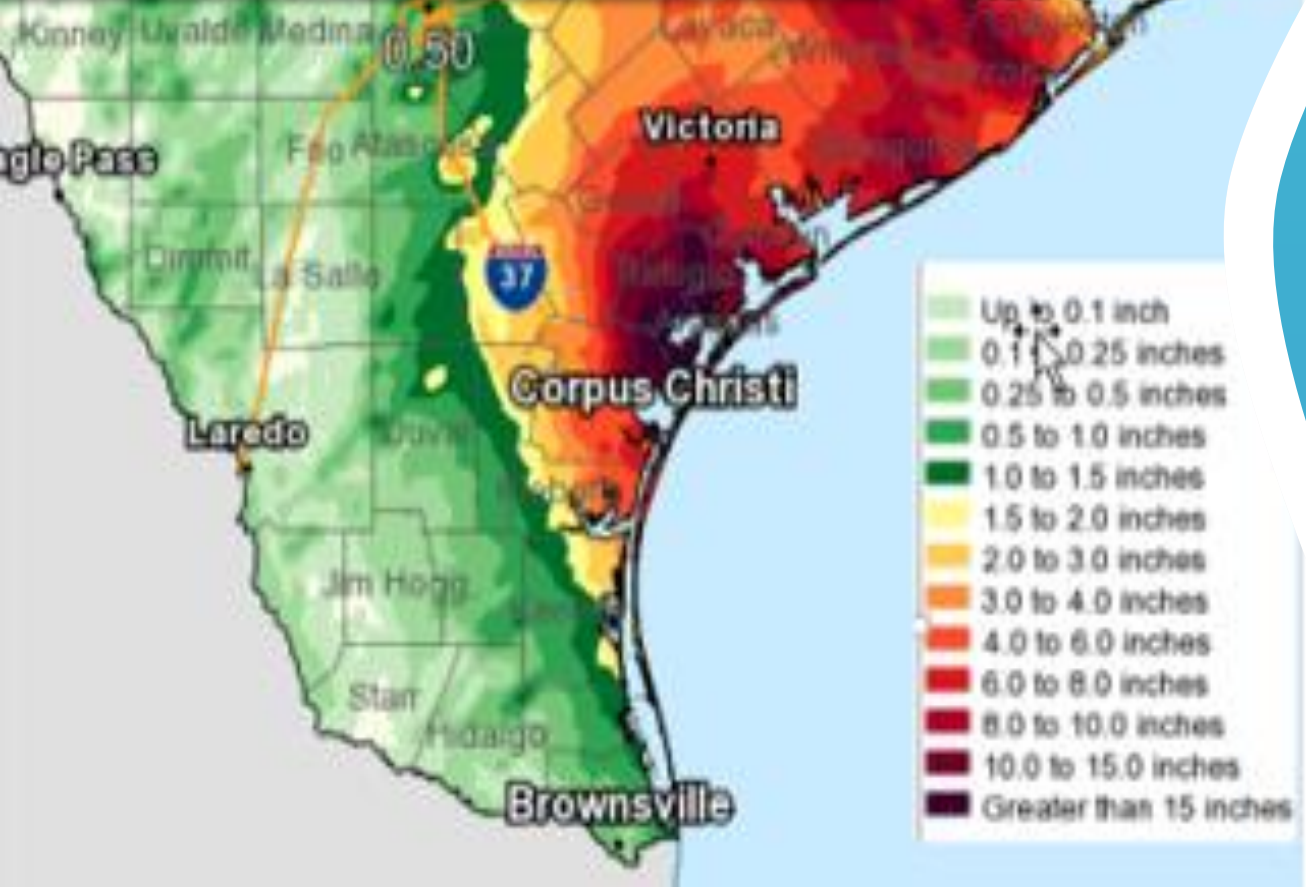 Kinney Uvalde Medina
0.50
Lavaca
Victoria
Frio Atascosa
Eagle Pass
Dimmit
La Salle
37
Up to 0.1 inch
0.1 0.25 inches
0.25 to 0.5 inches
Corpus Christi
Laredo
Duval
0.5 to 1.0 inches
1.0 to 1.5 inches
1.5 to 2.0 inches
2.0 to 3.0 inches
Jim Hogg
3.0 to 4.0 inches
4.0 to 6.0 inches
6.0 to 8.0 inches
Starr
Hidalgo
8.0 to 10.0 inches
10.0 to 15.0 inches
Brownsville
Greater than 15 inches